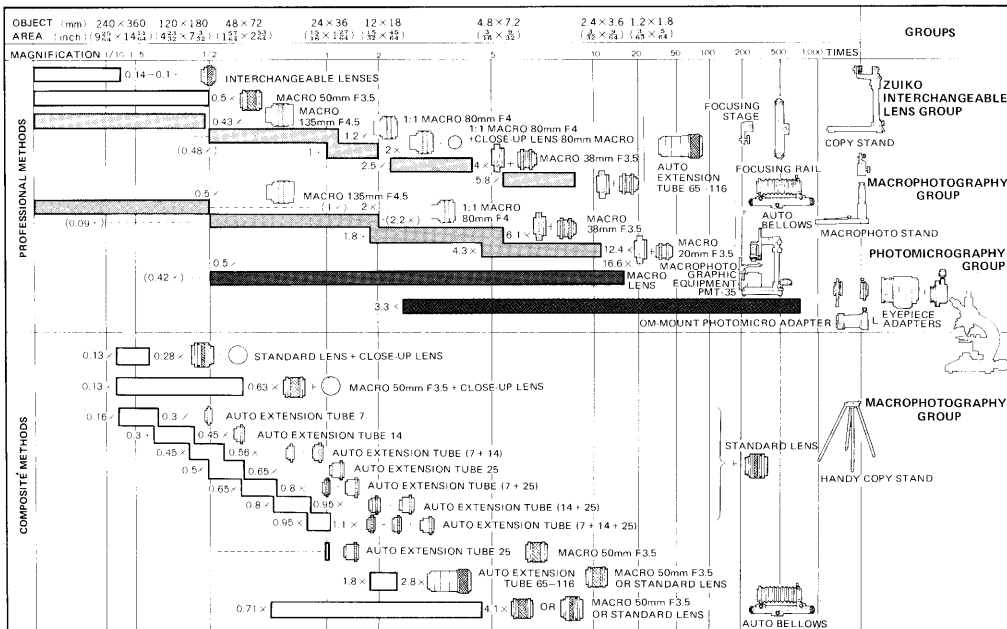 OBJECT (mm) 240×360 120×180 48×72 24×36 12×18 4.8×7.2 2.4×3.6 1.2×1.8
AREA (inch)
GROUPS
MAGNIFICATION 1/10 1/5 1/2 1 2 5 10 20 50 100 200 500 1,000 TIMES
PROFESSIONAL METHODS
0.14–0.1 INTERCHANGEABLE LENSES
0.5× MACRO 50mm F3.5
0.43× MACRO 135mm F4.5
1.2× 1:1 MACRO 80mm F4
(0.48×) 1× 2× 1:1 MACRO 80mm F4 +CLOSE-UP LENS 80mm MACRO
2.5× 4× + MACRO 38mm F3.5
5.8× +
AUTO EXTENSION TUBE 65–116
FOCUSING STAGE
FOCUSING RAIL
AUTO BELLOWS
COPY STAND
ZUIKO INTERCHANGEABLE LENS GROUP
MACROPHOTOGRAPHY GROUP
MACROPHOTO STAND
0.5× MACRO 135mm F4.5
(1×) 2×
(0.09×) (2.2×) 1:1 MACRO 80mm F4
1.8× 6.1× + MACRO 38mm F3.5
4.3× 12.4× + MACRO 20mm F3.5
0.5× 16.6×
(0.42×) MACRO LENS
MACROPHOTO GRAPHIC EQUIPMENT PMT-35
PHOTOMICROGRAPHY GROUP
3.3×
OM-MOUNT PHOTOMICRO ADAPTER L EYEPIECE ADAPTERS
COMPOSITE METHODS
0.13× 0.28× STANDARD LENS + CLOSE-UP LENS
0.13× 0.63× + MACRO 50mm F3.5 + CLOSE-UP LENS
0.16× 0.3× AUTO EXTENSION TUBE 7
0.3× 0.45× AUTO EXTENSION TUBE 14
0.45× 0.56× AUTO EXTENSION TUBE (7 + 14)
0.5× 0.65× AUTO EXTENSION TUBE 25
0.65× 0.8× AUTO EXTENSION TUBE (7 + 25)
0.8× 0.95× AUTO EXTENSION TUBE (14 + 25)
0.95× 1.1× AUTO EXTENSION TUBE (7 + 14 + 25)
STANDARD LENS
+
MACROPHOTOGRAPHY GROUP
HANDY COPY STAND
AUTO EXTENSION TUBE 25 MACRO 50mm F3.5
1.8× 2.8× AUTO EXTENSION TUBE 65–116 MACRO 50mm F3.5 OR STANDARD LENS
0.71× 4.1× OR MACRO 50mm F3.5 OR STANDARD LENS
AUTO BELLOWS